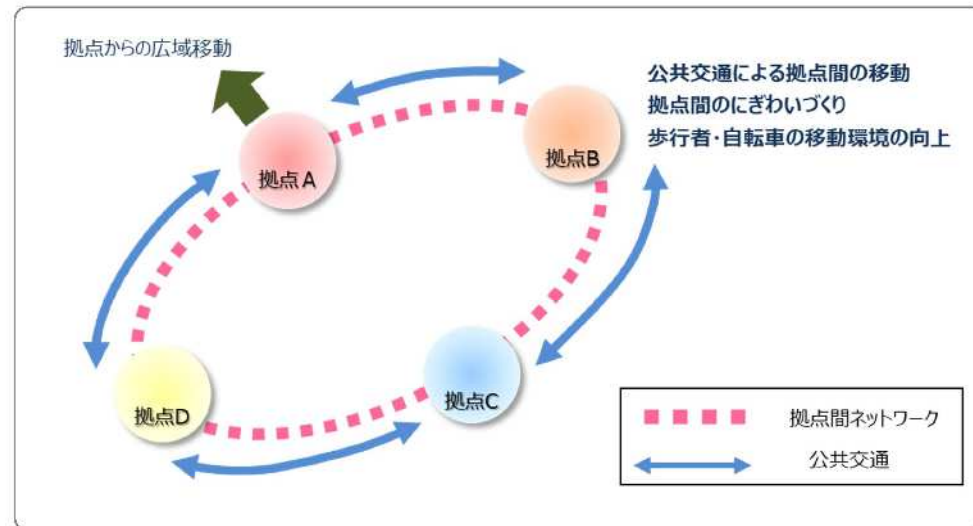 拠点からの広域移動
公共交通による拠点間の移動
拠点間のにぎわいづくり
歩行者・自転車の移動環境の向上
拠点A
拠点B
拠点C
拠点D
拠点間ネットワーク
公共交通